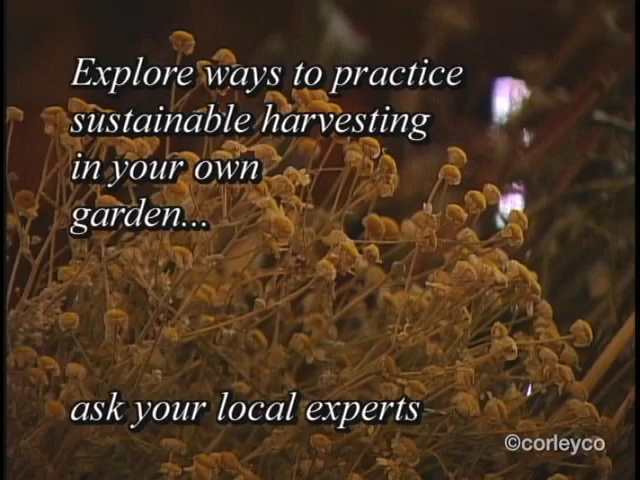 Explore ways to practice
sustainable harvesting
in your own
garden...
ask your local experts
©corleyco